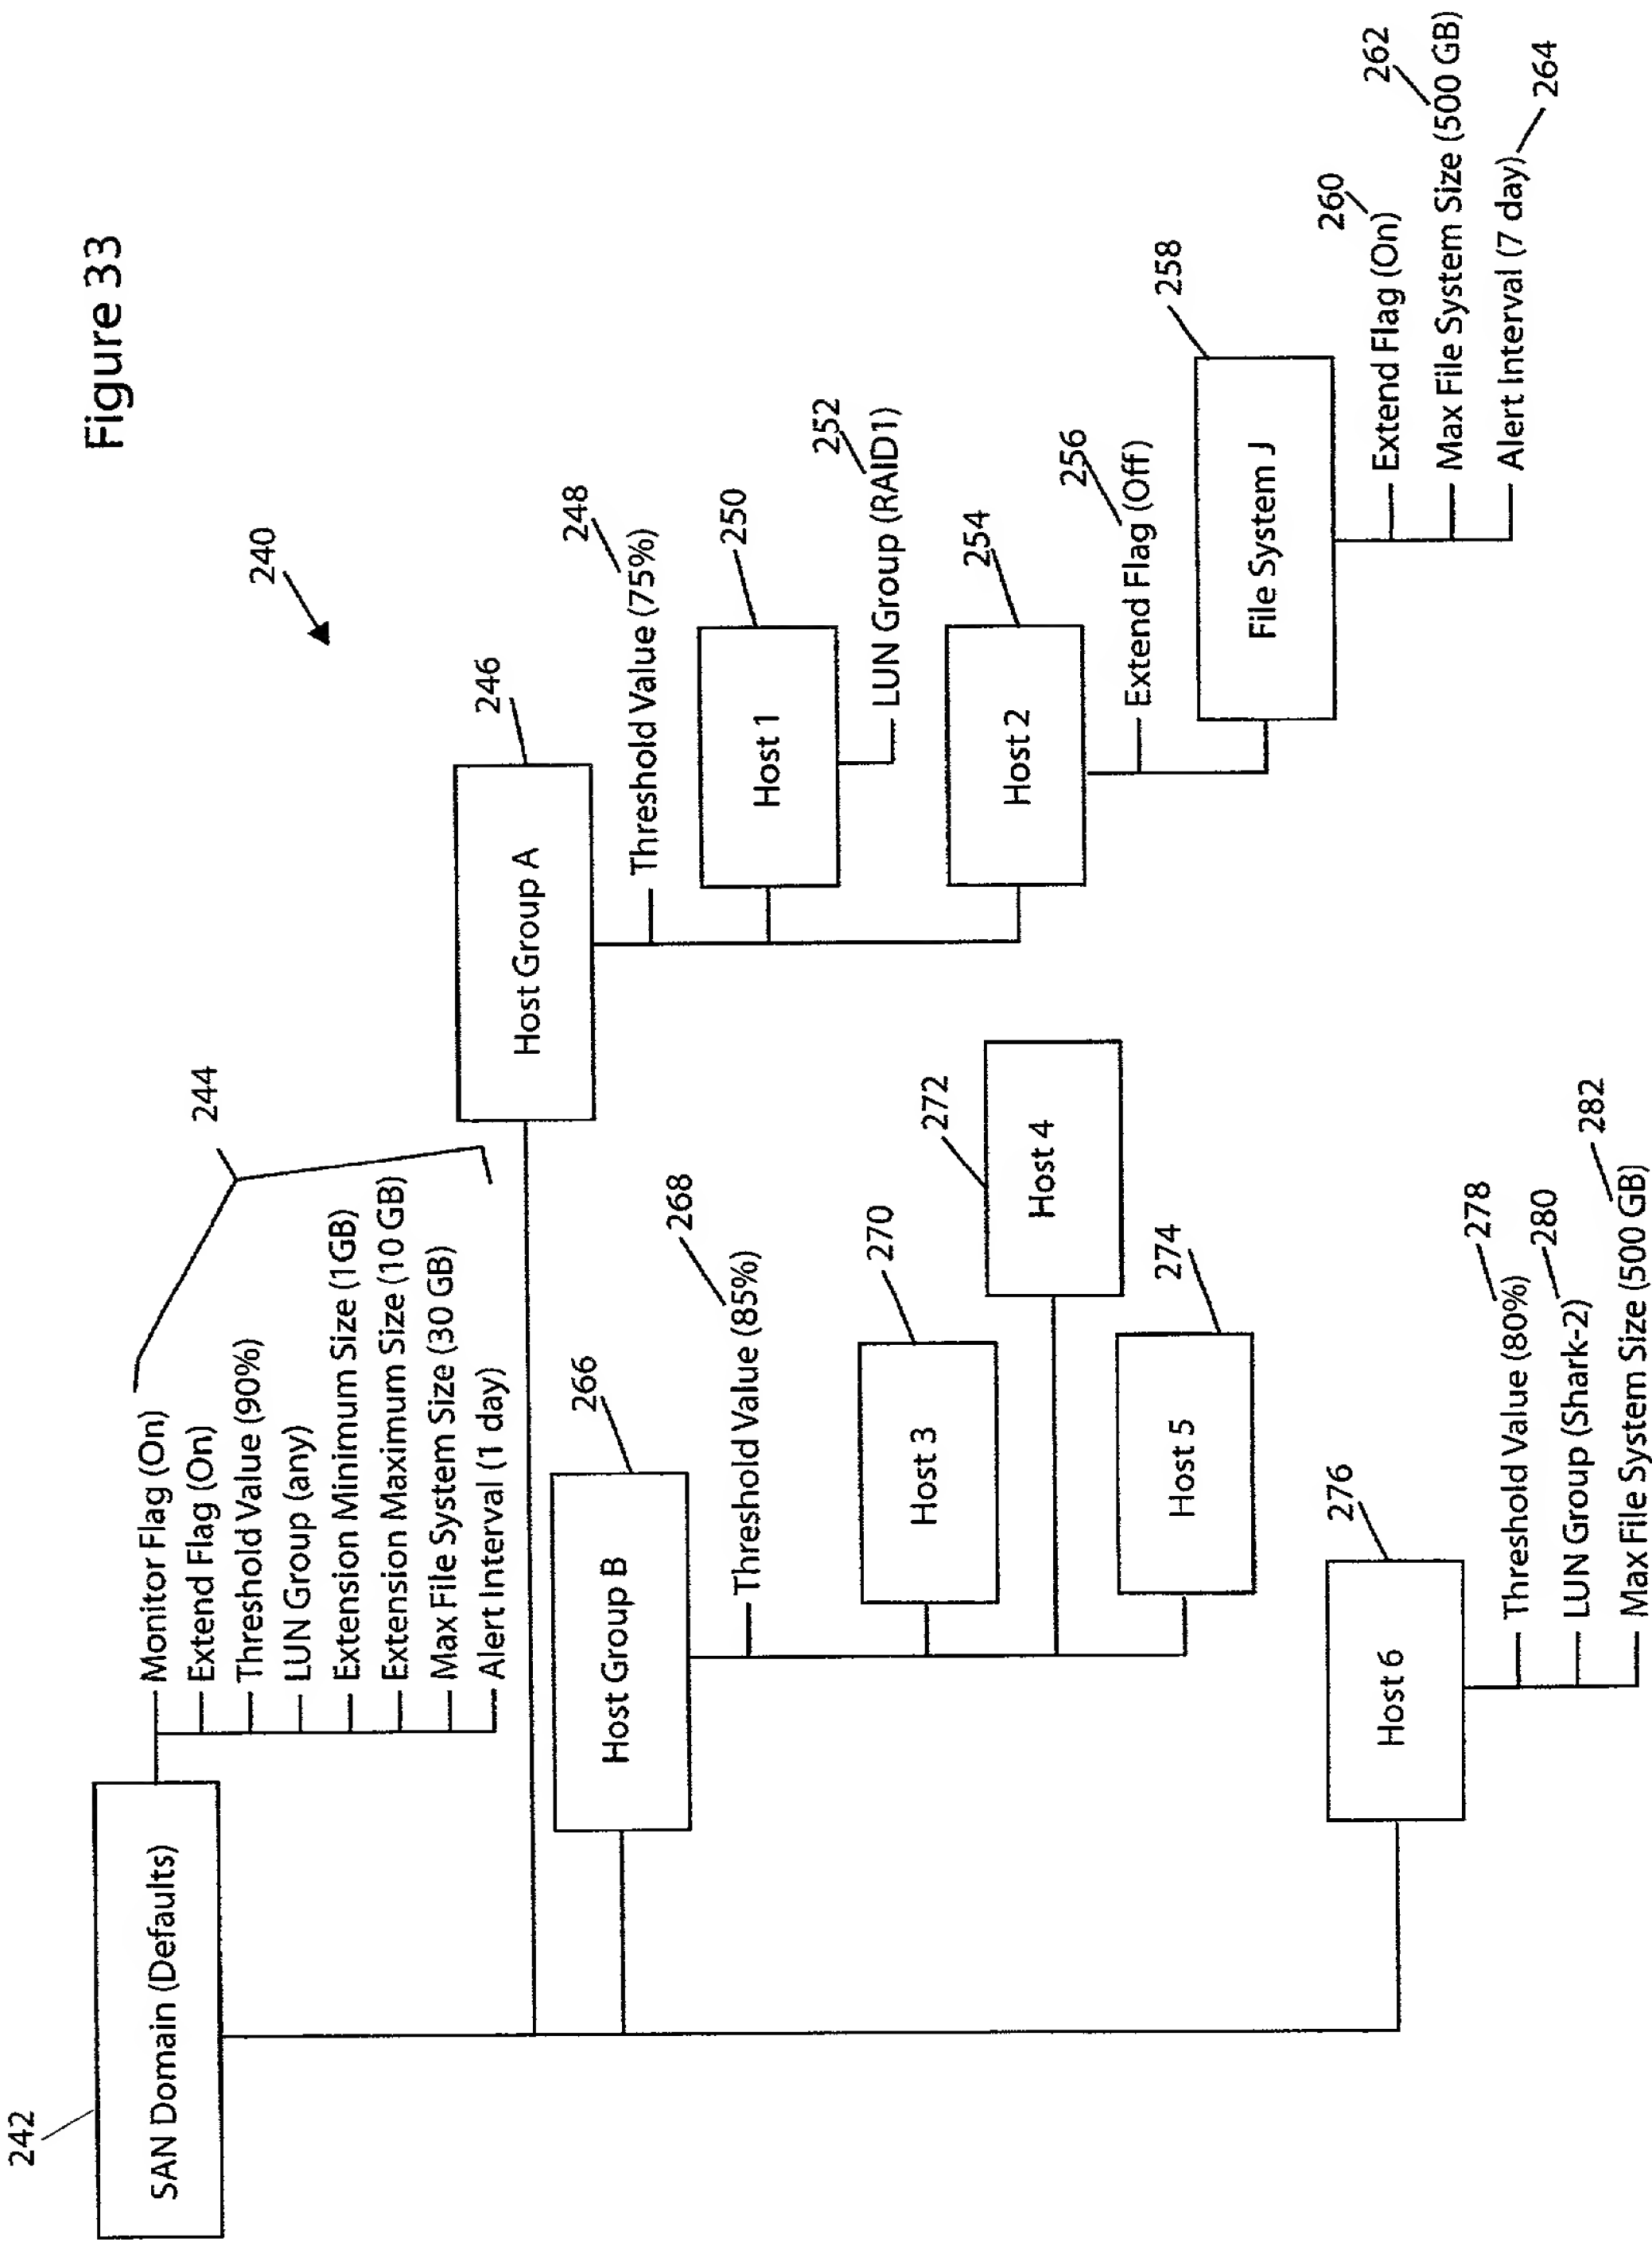 Figure 33
240
242
SAN Domain (Defaults)
244
Monitor Flag (On)
Extend Flag (On)
Threshold Value (90%)
LUN Group (any)
Extension Minimum Size (1GB)
Extension Maximum Size (10 GB)
Max File System Size (30 GB)
Alert Interval (1 day)
246
Host Group A
248
Threshold Value (75%)
250
Host 1
252
LUN Group (RAID1)
254
Host 2
256
Extend Flag (Off)
258
File System J
260
Extend Flag (On)
262
Max File System Size (500 GB)
Alert Interval (7 day)
264
266
Host Group B
268
Threshold Value (85%)
270
Host 3
272
Host 4
274
Host 5
276
Host 6
278
Threshold Value (80%)
280
LUN Group (Shark-2)
282
Max File System Size (500 GB)